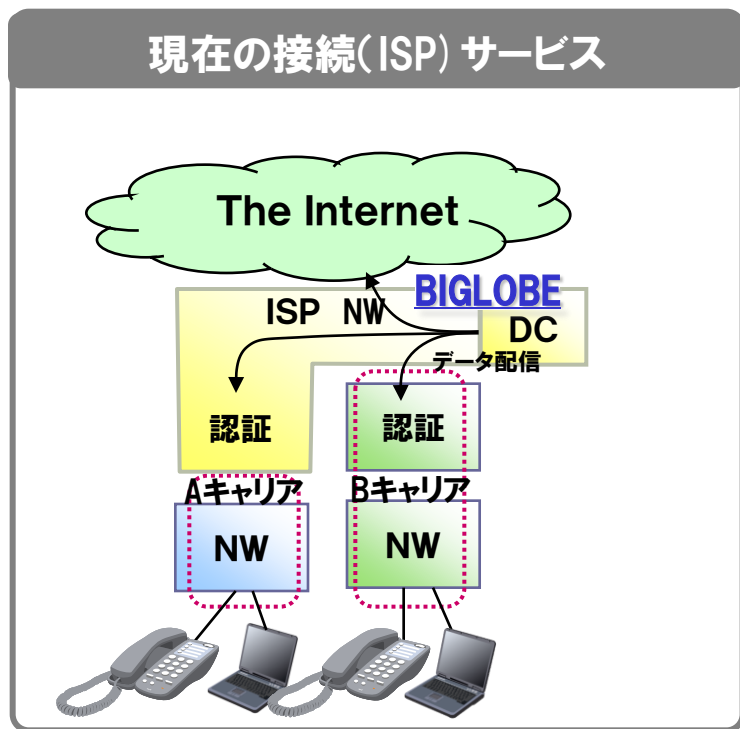 現在の接続(ISP)サービス
The Internet
BIGLOBE
ISP NW
DC
データ配信
認証
認証
Aキャリア
Bキャリア
NW
NW